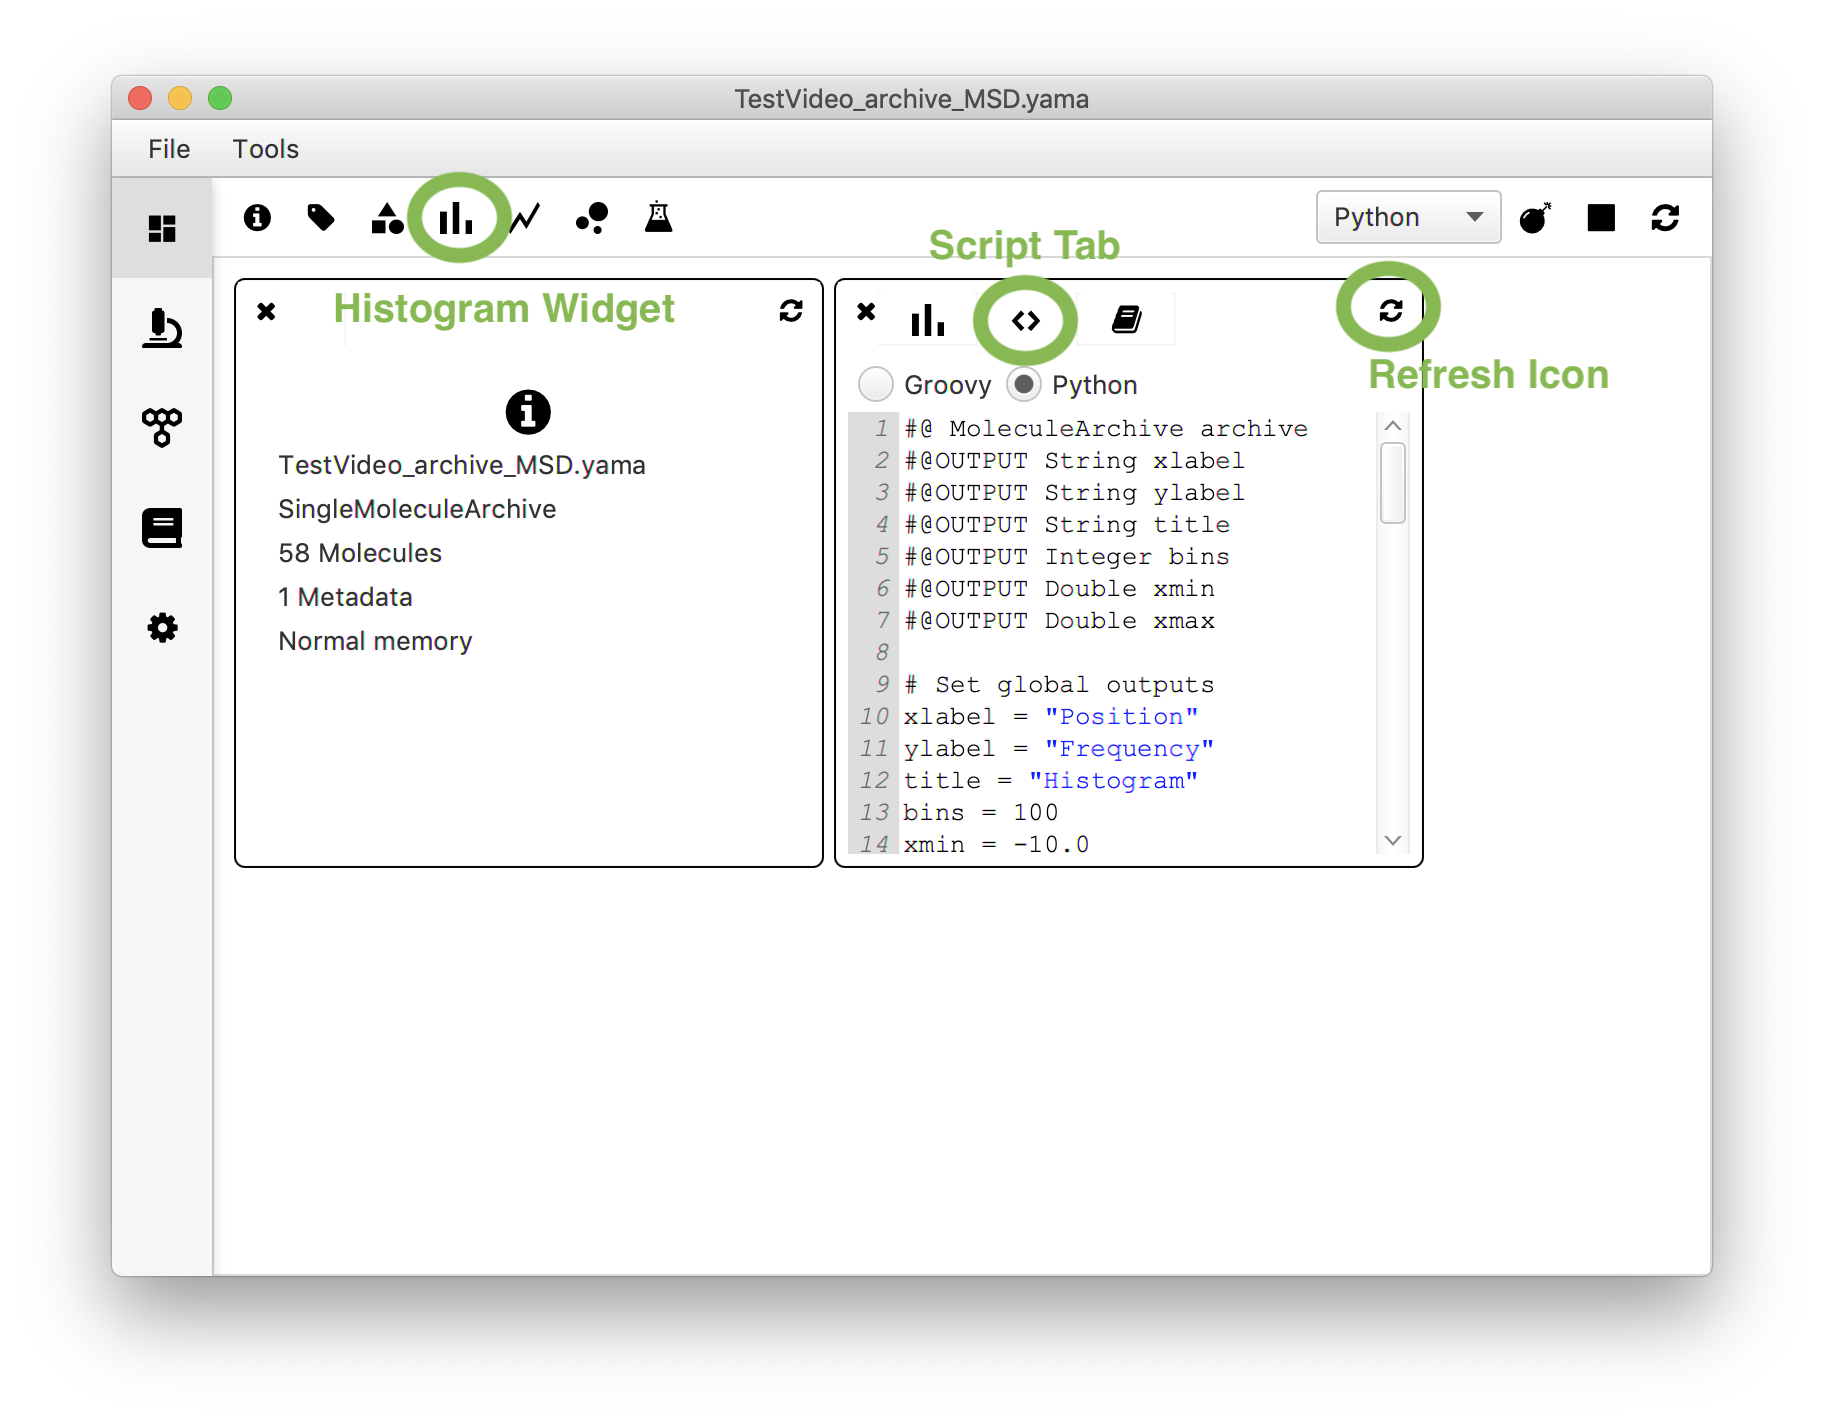 TestVideo_archive_MSD.yama
File Tools
Python
Script Tab
Histogram Widget
Refresh Icon
TestVideo_archive_MSD.yama
SingleMoleculeArchive
58 Molecules
1 Metadata
Normal memory
Groovy Python
1 #@ MoleculeArchive archive
2 #@OUTPUT String xlabel
3 #@OUTPUT String ylabel
4 #@OUTPUT String title
5 #@OUTPUT Integer bins
6 #@OUTPUT Double xmin
7 #@OUTPUT Double xmax
8
9 # Set global outputs
10 xlabel = "Position"
11 ylabel = "Frequency"
12 title = "Histogram"
13 bins = 100
14 xmin = -10.0